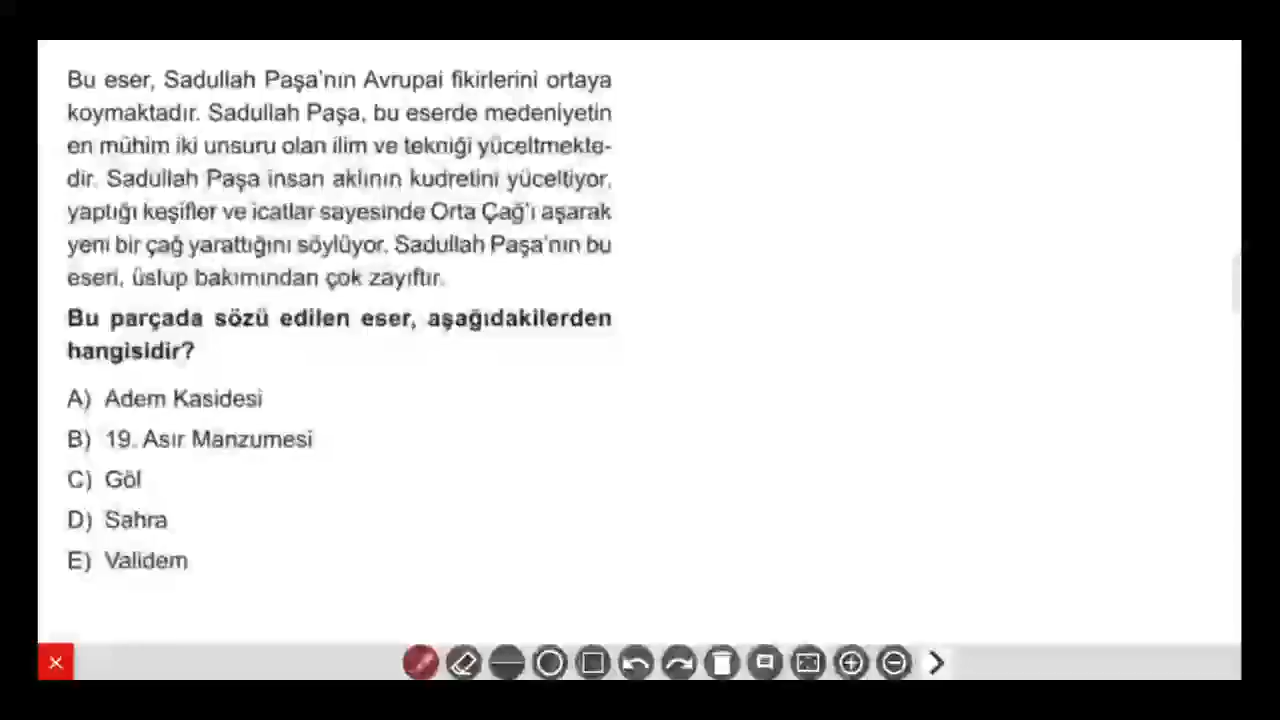 Bu eser, Sadullah Paşa'nın Avrupai fikirlerini ortaya
koymaktadır. Sadullah Paşa, bu eserde medeniyetin
en mühim iki unsuru olan ilim ve tekniği yüceltmekte-
dir. Sadullah Paşa insan aklının kudretini yüceltiyor,
yaptığı keşifler ve icatlar sayesinde Orta Çağ'ı aşarak
yeni bir çağ yarattığını söylüyor. Sadullah Paşa'nın bu
eseri, üslup bakımından çok zayıftır.
Bu parçada sözü edilen eser, aşağıdakilerden
hangisidir?
A) Adem Kasidesi
B) 19. Asır Manzumesi
C) Göl
D) Sahra
E) Validem